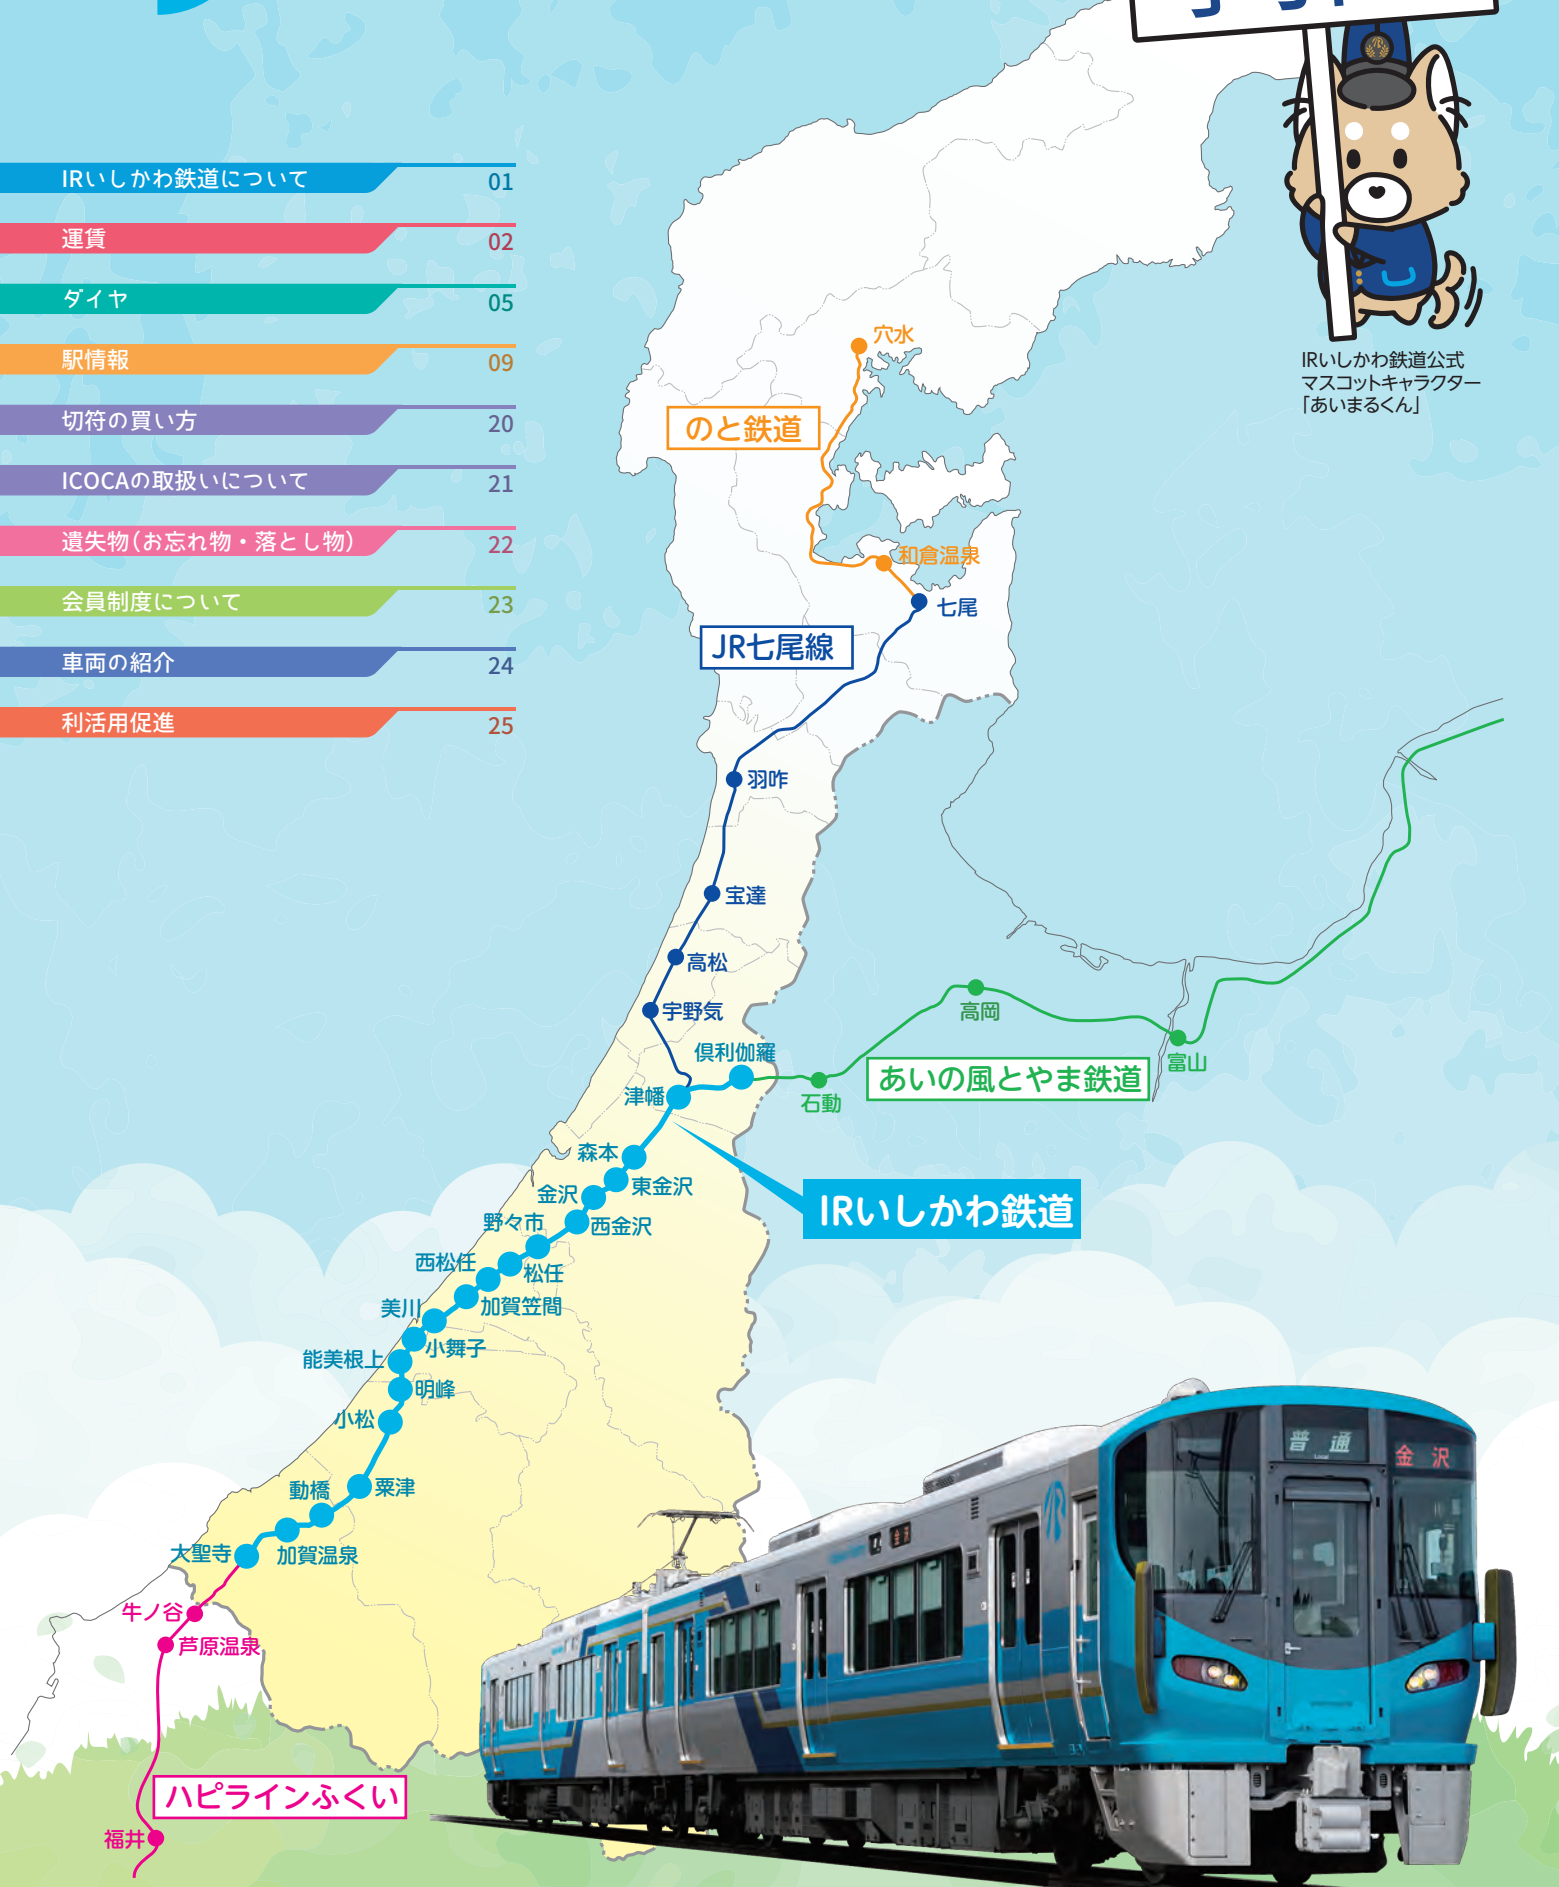 IRいしかわ鉄道について 01
運賃 02
ダイヤ 05
駅情報 09
切符の買い方 20
ICOCAの取扱いについて 21
遺失物(お忘れ物・落とし物) 22
会員制度について 23
車両の紹介 24
利活用促進 25
IRいしかわ鉄道公式
マスコットキャラクター
「あいまるくん」
穴水
のと鉄道
和倉温泉
七尾
JR七尾線
羽咋
宝達
高松
宇野気
倶利伽羅
津幡
石動
高岡
富山
あいの風とやま鉄道
森本
東金沢
金沢
西金沢
野々市
IRいしかわ鉄道
西松任
松任
加賀笠間
美川
小舞子
能美根上
明峰
小松
粟津
動橋
加賀温泉
大聖寺
牛ノ谷
芦原温泉
ハピラインふくい
福井
普通
Local
金沢